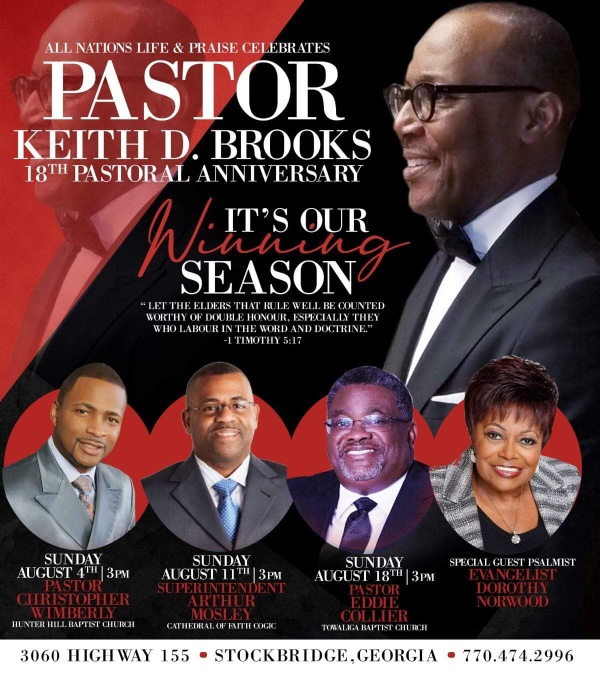 ALL NATIONS LIFE & PRAISE CELEBRATES
PASTOR
KEITH D. BROOKS
18TH PASTORAL ANNIVERSARY
IT'S OUR
Winning
SEASON
“ LET THE ELDERS THAT RULE WELL BE COUNTED
WORTHY OF DOUBLE HONOUR, ESPECIALLY THEY
WHO LABOUR IN THE WORD AND DOCTRINE.”
-1 TIMOTHY 5:17
SUNDAY
AUGUST 4TH | 3PM
PASTOR
CHRISTOPHER
WIMBERLY
HUNTER HILL BAPTIST CHURCH
SUNDAY
AUGUST 11TH | 3PM
SUPERINTENDENT
ARTHUR
MOSLEY
CATHEDRAL OF FAITH COGIC
SUNDAY
AUGUST 18TH | 3PM
PASTOR
EDDIE
COLLIER
TOWALIGA BAPTIST CHURCH
SPECIAL GUEST PSALMIST
EVANGELIST
DOROTHY
NORWOOD
3060 HIGHWAY 155 • STOCKBRIDGE, GEORGIA • 770.474.2996